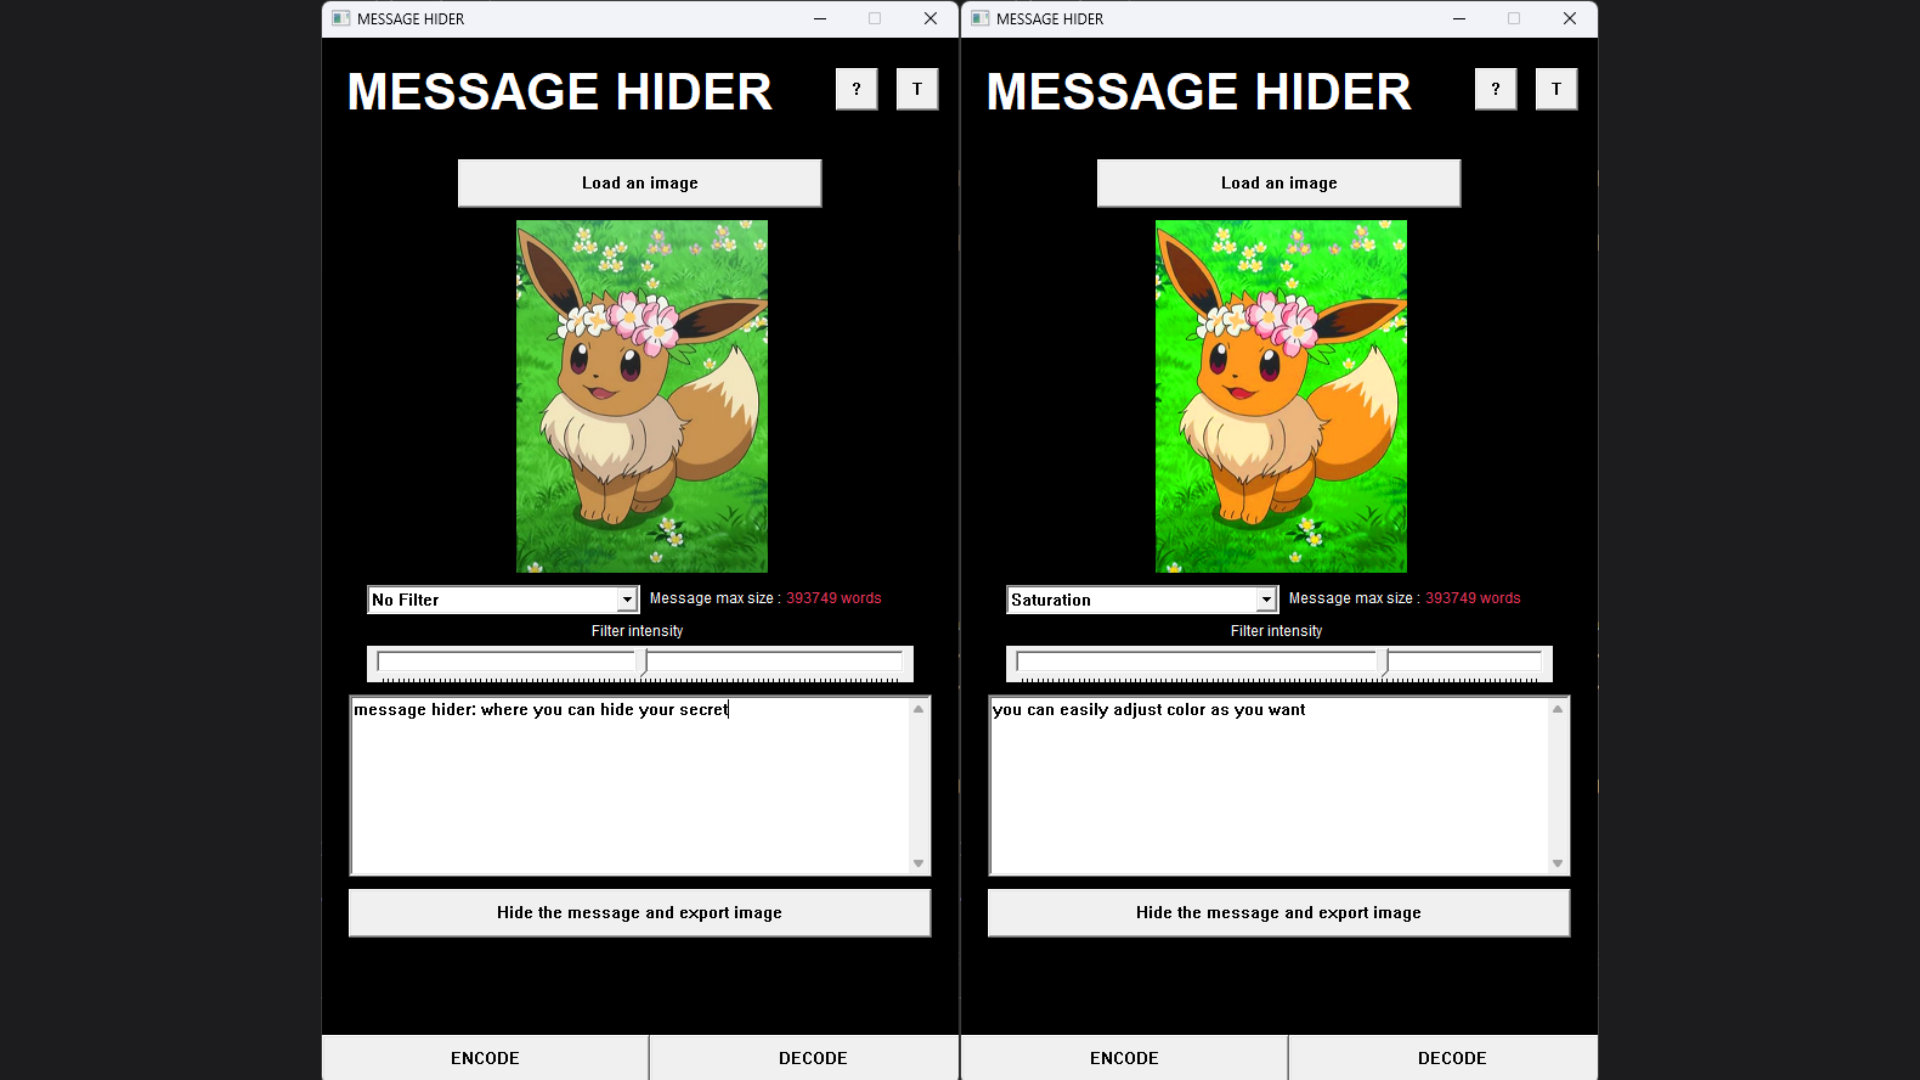 MESSAGE HIDER
MESSAGE HIDER
? T
Load an image
No Filter
Message max size : 393749 words
Filter intensity
message hider: where you can hide your secret
Hide the message and export image
ENCODE DECODE
MESSAGE HIDER
MESSAGE HIDER
? T
Load an image
Saturation
Message max size : 393749 words
Filter intensity
you can easily adjust color as you want
Hide the message and export image
ENCODE DECODE